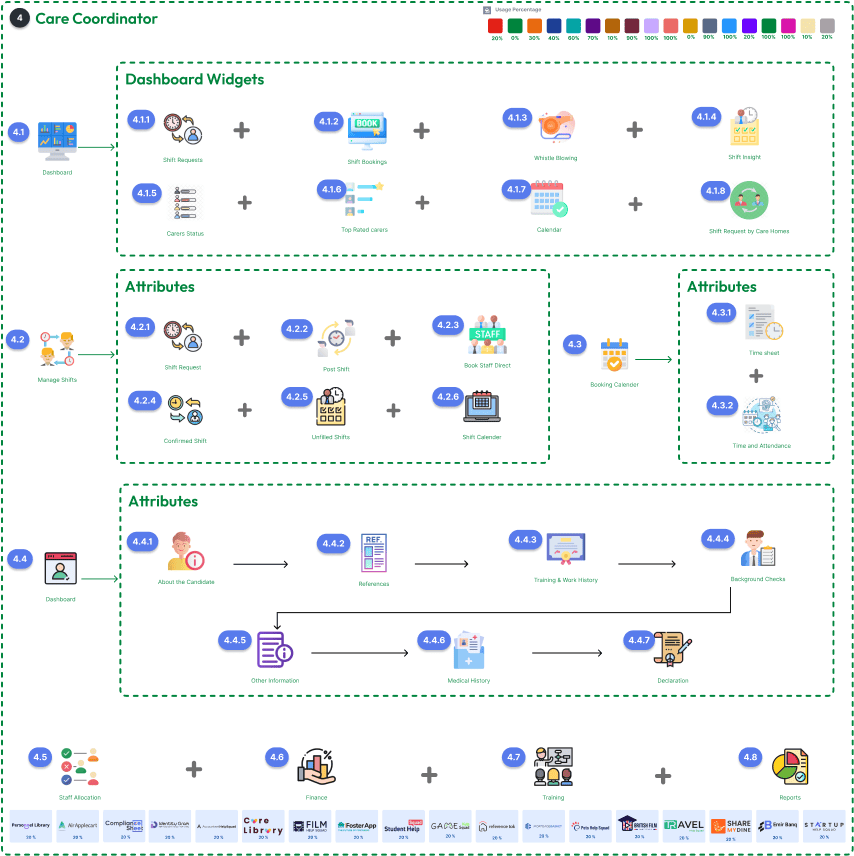 4 Care Coordinator
Usage Percentage
20% 0% 30% 40% 60% 70% 10% 90% 100% 100% 0% 90% 100% 20% 100% 100% 10% 20%
Dashboard Widgets
4.1
Dashboard
4.1.1
Shift Requests
4.1.2
BOOK
Shift Bookings
4.1.3
Whistle Blowing
4.1.4
Shift Insight
4.1.5
Carers Status
4.1.6
Top Rated carers
4.1.7
Calendar
4.1.8
Shift Request by Care Homes
4.2
Manage Shifts
Attributes
4.2.1
Shift Request
4.2.2
Post Shift
4.2.3
STAFF
Book Staff Direct
4.2.4
Confirmed Shift
4.2.5
Unfilled Shifts
4.2.6
Shift Calender
4.3
Booking Calender
Attributes
4.3.1
Time sheet
4.3.2
Time and Attendance
4.4
Dashboard
Attributes
4.4.1
About the Candidate
4.4.2
REF.
References
4.4.3
Training & Work History
4.4.4
Background Checks
4.4.5
Other Information
4.4.6
Medical History
4.4.7
Declaration
4.5
Staff Allocation
4.6
Finance
4.7
Training
4.8
Reports
Personnel Library
20 %
AirApplecart
20 %
Compliance Sheet
20 %
Identity Grow
20 %
20 %
Care Library
20 %
FILM
20 %
FosterApp
20 %
Student Help Squad
20 %
GAME
20 %
reference tok
20 %
20 %
Pets Help Squad
20 %
BRITISH FILM
20 %
TRAVEL
20 %
SHARE MYDINE
20 %
Emir Banq
20 %
STARTUP
20 %